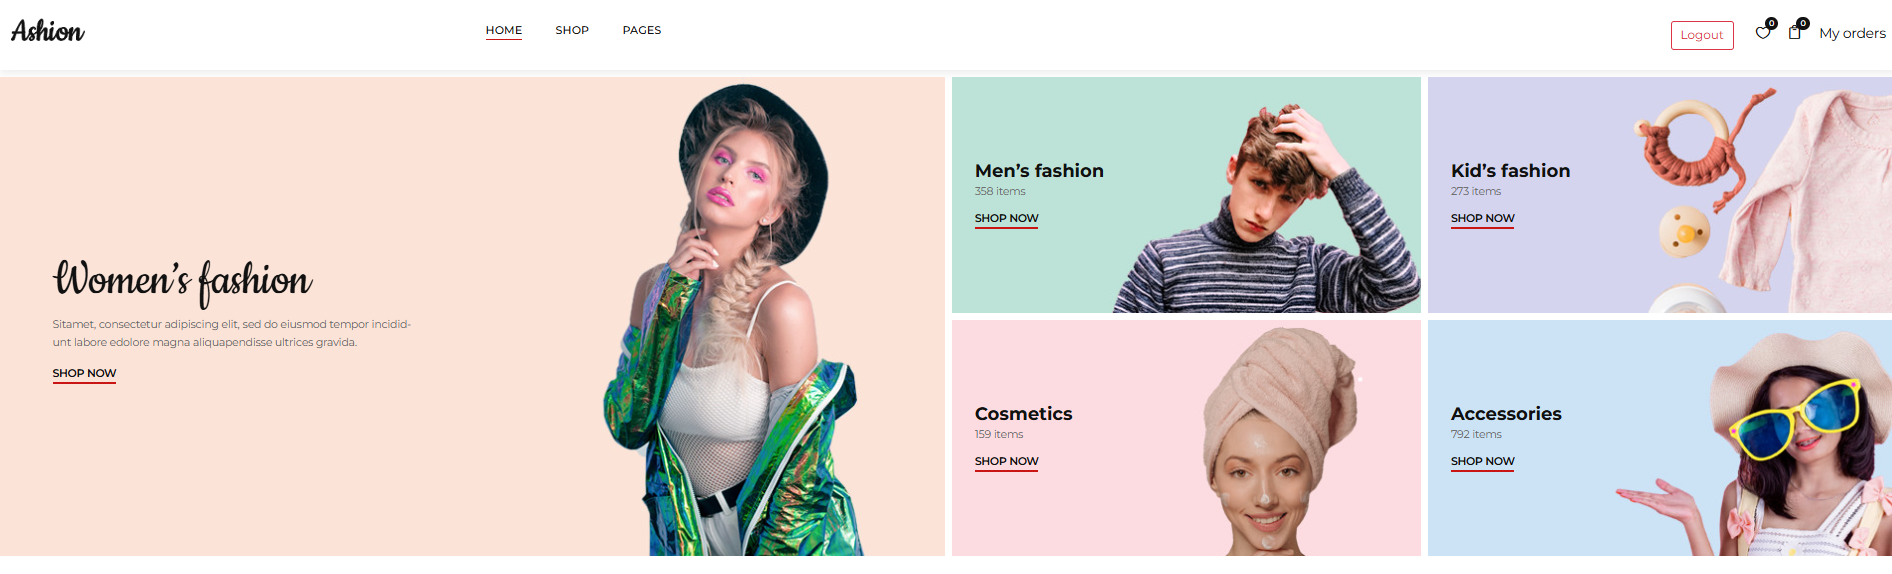 Ashion
HOME
SHOP
PAGES
Logout
0
0
My orders
Women's fashion
Sitamet, consectetur adipiscing elit, sed do eiusmod tempor incidid-
unt labore edolore magna aliquapendisse ultrices gravida.
SHOP NOW
Men's fashion
358 items
SHOP NOW
Kid's fashion
273 items
SHOP NOW
Cosmetics
159 items
SHOP NOW
Accessories
792 items
SHOP NOW